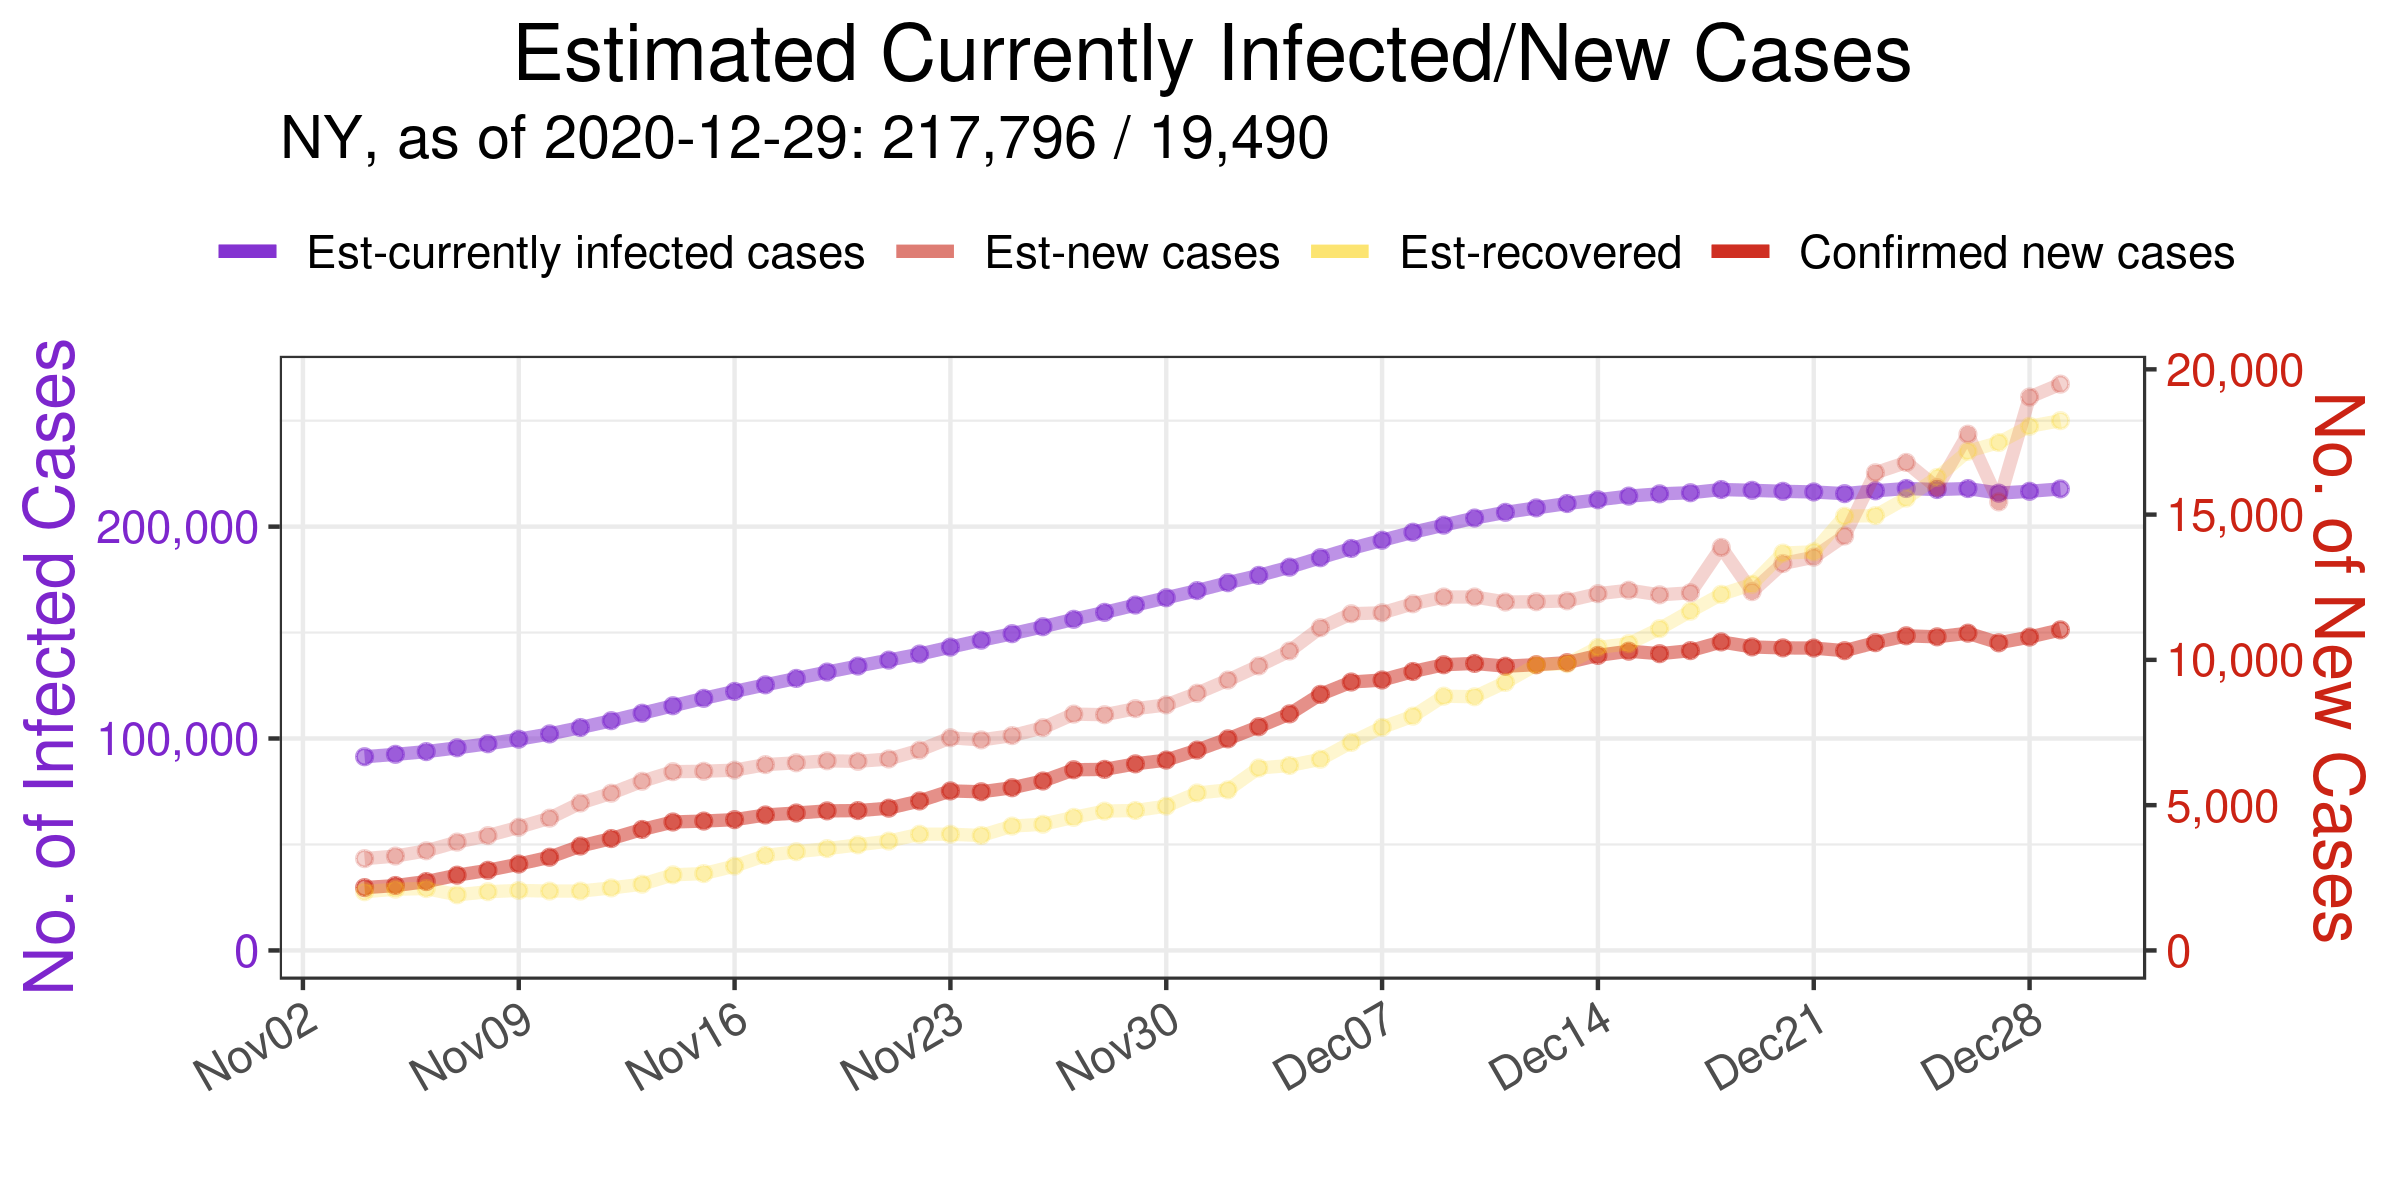 Estimated Currently Infected/New Cases
NY, as of 2020-12-29: 217,796 / 19,490
Est-currently infected cases Est-new cases Est-recovered Confirmed new cases
No. of Infected Cases
200,000
100,000
0
20,000
15,000
10,000
5,000
0
No. of New Cases
Nov02 Nov09 Nov16 Nov23 Nov30 Dec07 Dec14 Dec21 Dec28